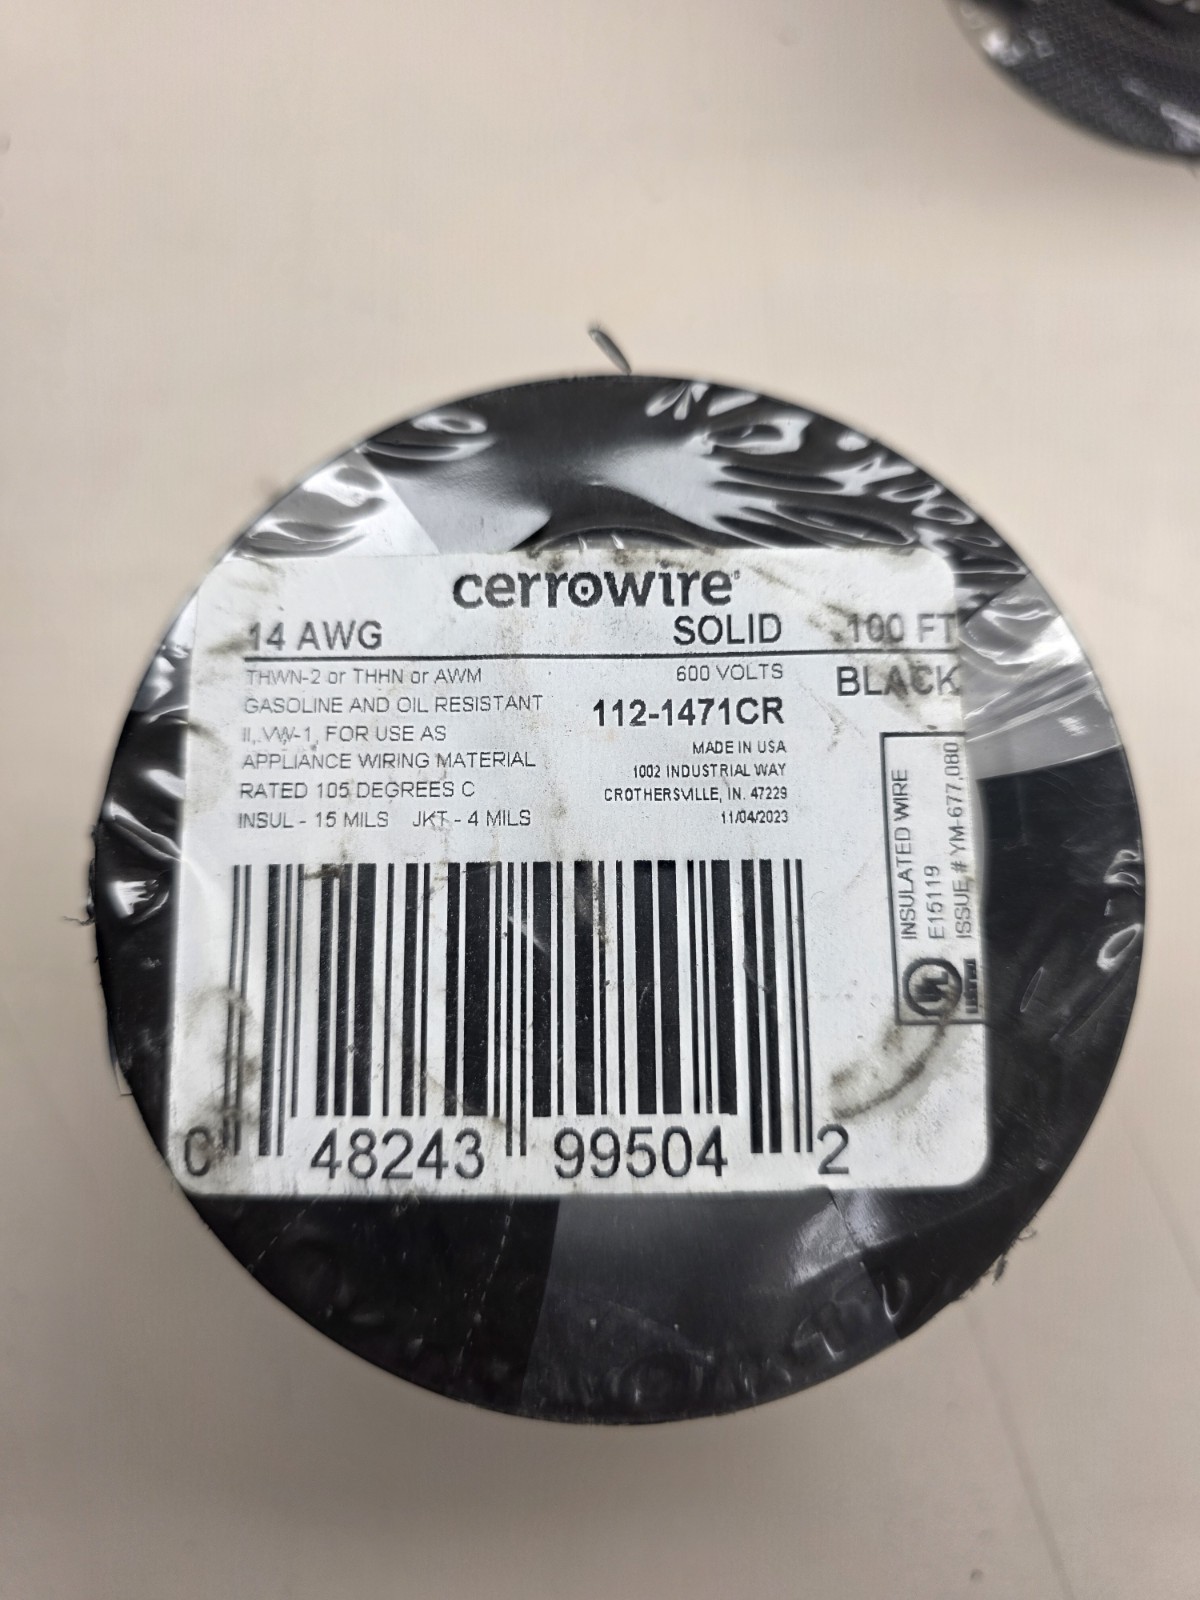 cerrowire®
14 AWG SOLID 100 FT
THWN-2 or THHN or AWM 600 VOLTS BLACK
GASOLINE AND OIL RESISTANT 112-1471CR
II, VW-1, FOR USE AS MADE IN USA
APPLIANCE WIRING MATERIAL 1002 INDUSTRIAL WAY
RATED 105 DEGREES C CROTHERSVILLE, IN. 47229
INSUL - 15 MILS JKT - 4 MILS 11/04/2023
INSULATED WIRE
E15119
ISSUE # YM-677,080
UL
LISTED
0 48243 99504 2